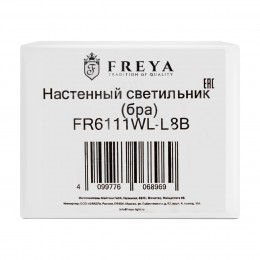 FREYA
TRADITION OF QUALITY
EAC
Настенный светильник
(бра)
FR6111WL-L8B
4 099776 068969